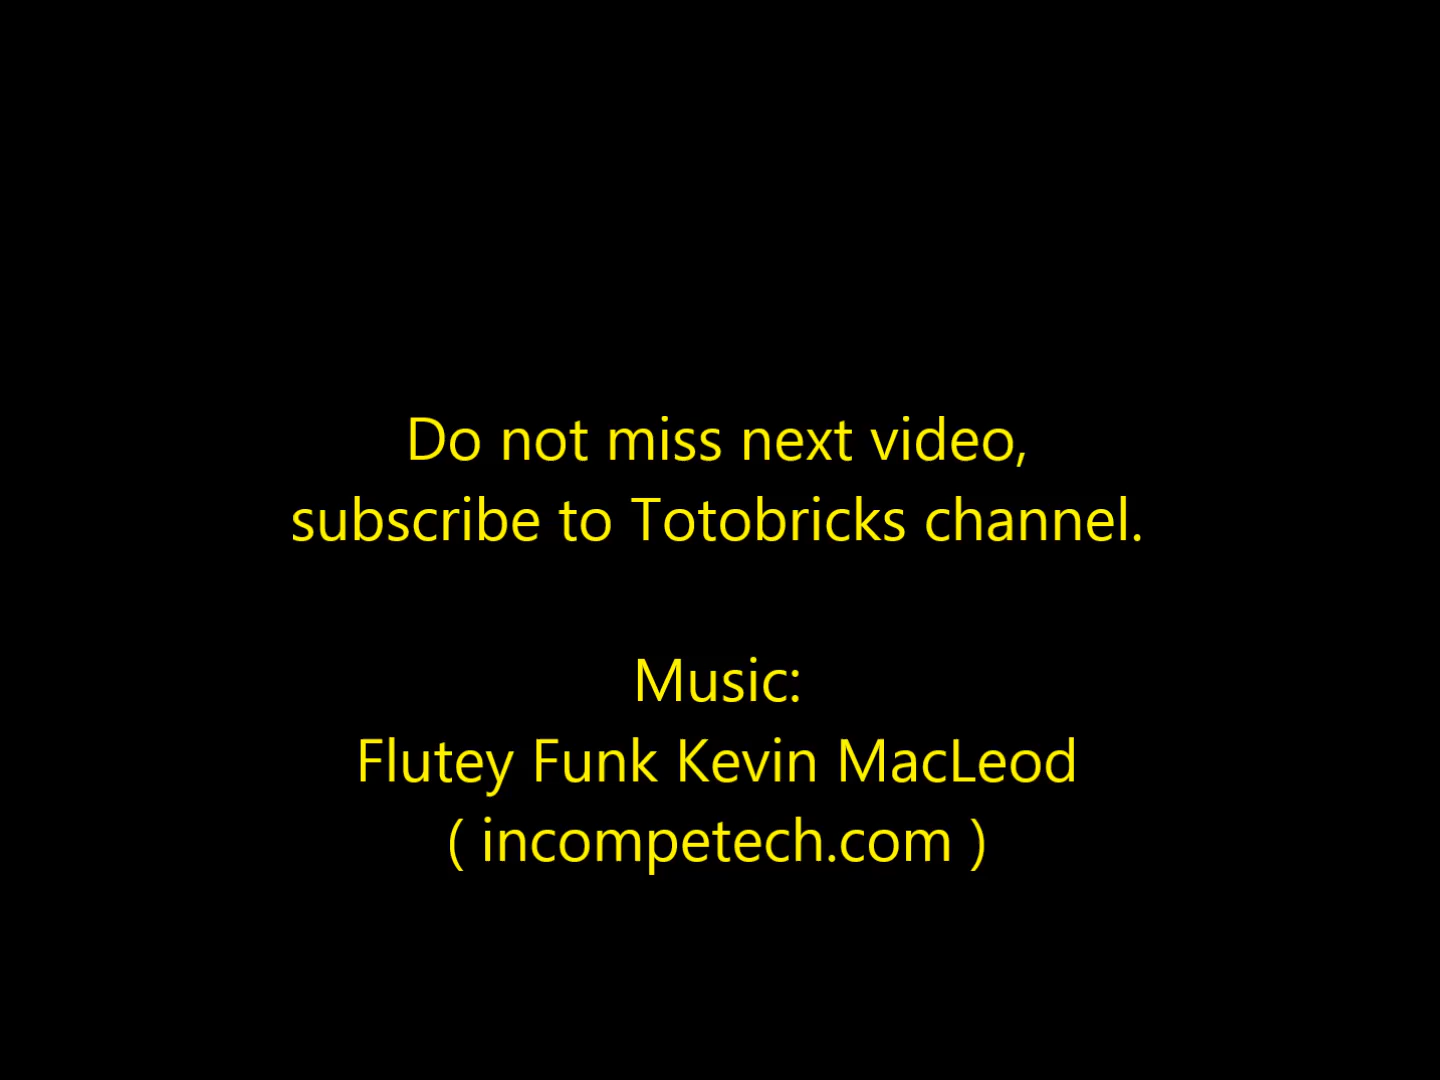 Do not miss next video,
subscribe to Totobricks channel.
Music:
Flutey Funk Kevin MacLeod
( incompetech.com )